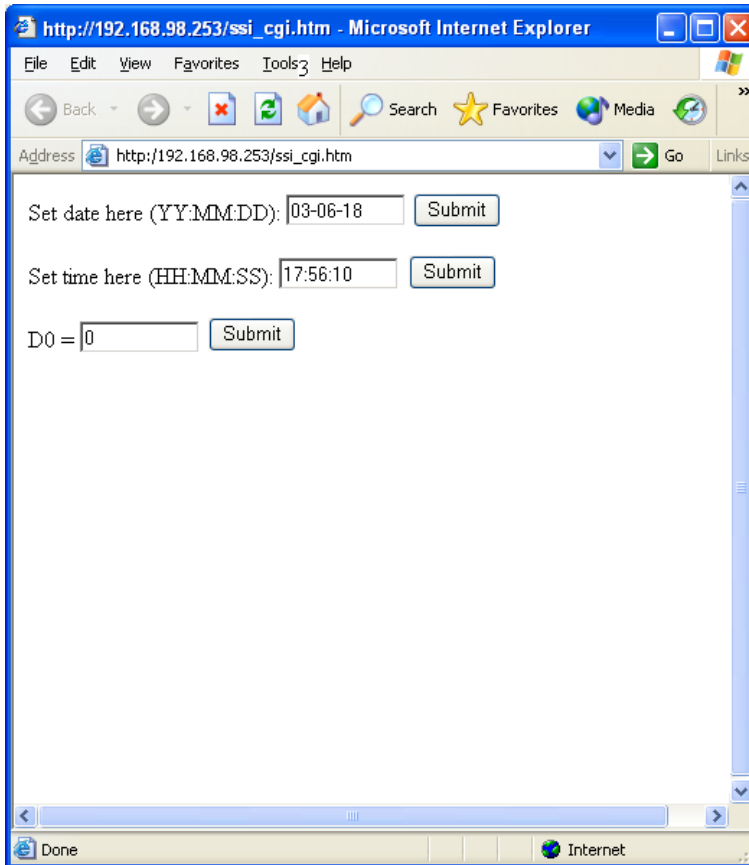 http://192.168.98.253/ssi_cgi.htm - Microsoft Internet Explorer
File Edit View Favorites Tools3 Help
Back Search Favorites Media »
Address http:/192.168.98.253/ssi_cgi.htm Go Links
Set date here (YY:MM:DD): 03-06-18 Submit
Set time here (HH:MM:SS): 17:56:10 Submit
D0 = 0 Submit
Done Internet